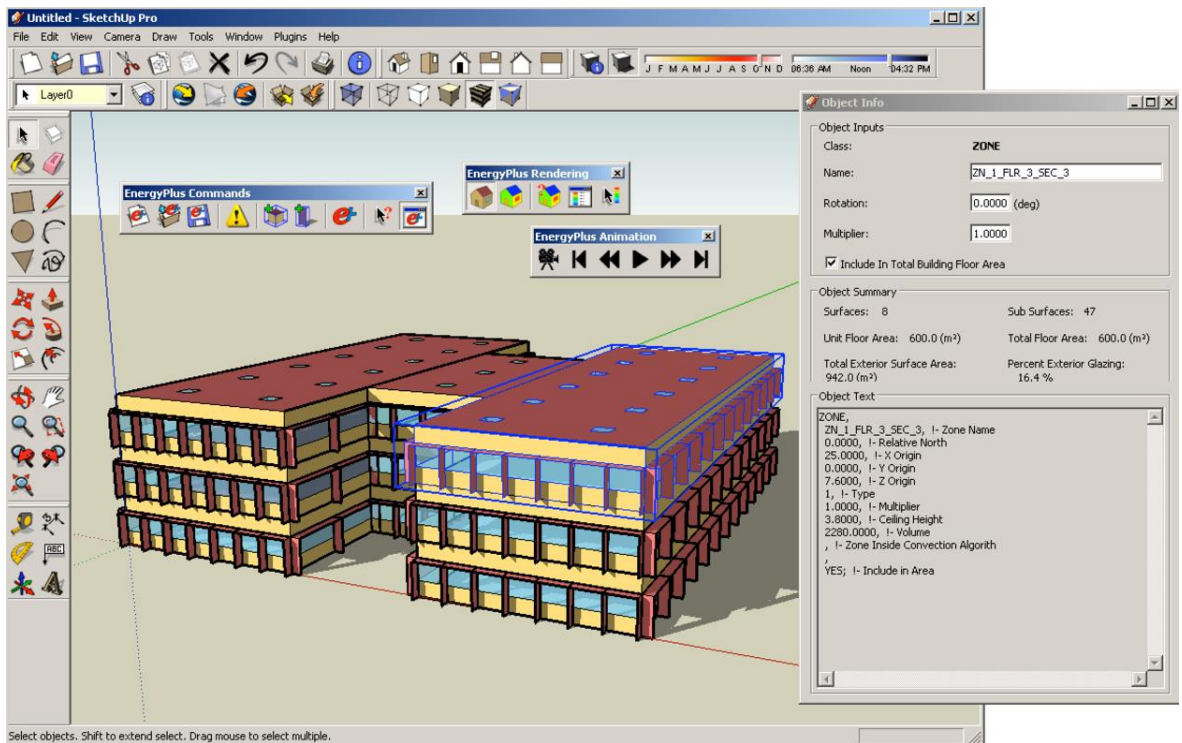 Untitled - SketchUp Pro
File Edit View Camera Draw Tools Window Plugins Help
J F M A M J J A S O N D 06:36 AM Noon 04:32 PM
Layer0
EnergyPlus Commands
EnergyPlus Rendering
EnergyPlus Animation
ABC
Select objects. Shift to extend select. Drag mouse to select multiple.
Object Info
Object Inputs
Class: ZONE
Name: ZN_1_FLR_3_SEC_3
Rotation: 0.0000 (deg)
Multiplier: 1.0000
Include In Total Building Floor Area
Object Summary
Surfaces: 8 Sub Surfaces: 47
Unit Floor Area: 600.0 (m²) Total Floor Area: 600.0 (m²)
Total Exterior Surface Area: Percent Exterior Glazing:
942.0 (m²) 16.4 %
Object Text
ZONE,
ZN_1_FLR_3_SEC_3, !- Zone Name
0.0000, !- Relative North
25.0000, !- X Origin
0.0000, !- Y Origin
7.6000, !- Z Origin
1, !- Type
1.0000, !- Multiplier
3.8000, !- Ceiling Height
2280.0000, !- Volume
, !- Zone Inside Convection Algorith
,
YES; !- Include in Area